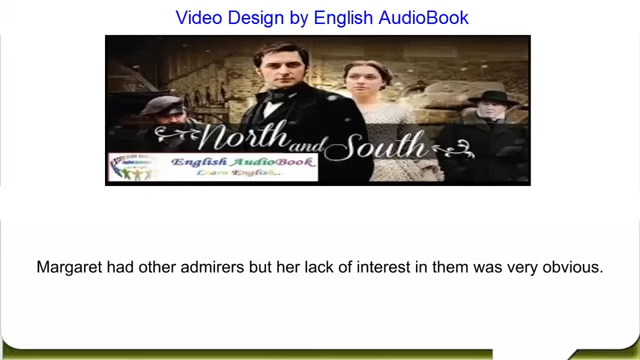 Video Design by English AudioBook
North and South
English AudioBook
Learn English...
Margaret had other admirers but her lack of interest in them was very obvious.